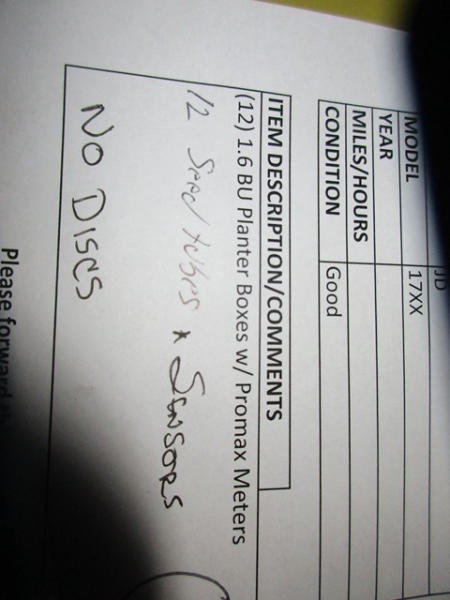 JD
MODEL 17XX
YEAR
MILES/HOURS
CONDITION Good
ITEM DESCRIPTION/COMMENTS
(12) 1.6 BU Planter Boxes w/ Promax Meters
12 Seed tubes * SENSORS
NO DISCS
Please forward